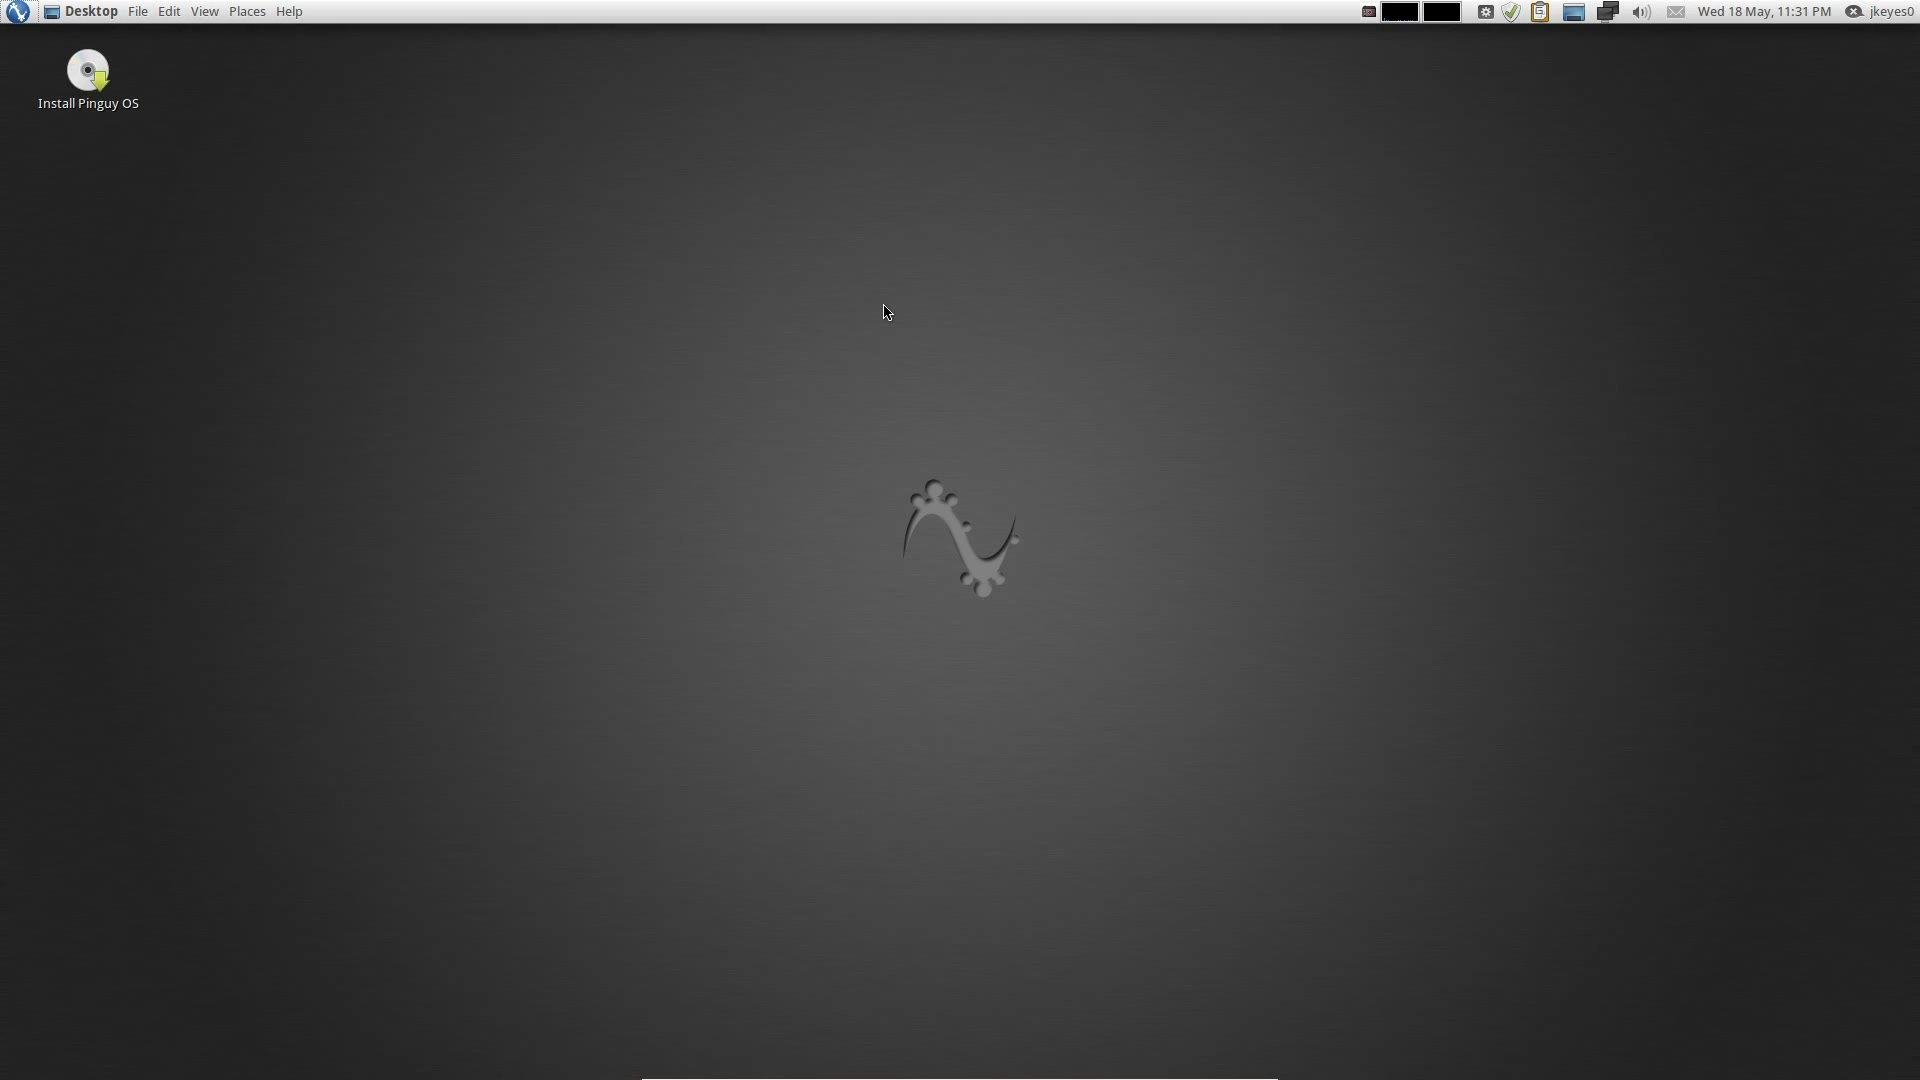 Desktop File Edit View Places Help Wed 18 May, 11:31 PM jkeyes0
Install Pinguy OS